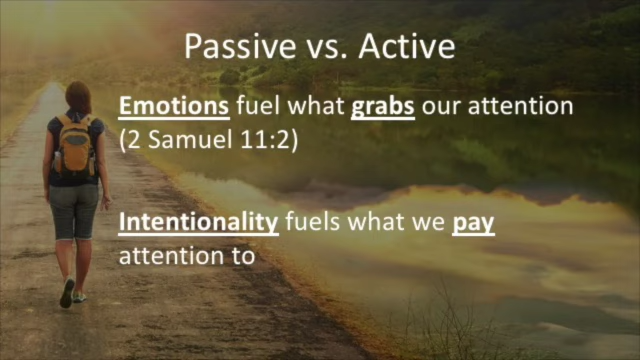 Passive vs. Active
Emotions fuel what grabs our attention
(2 Samuel 11:2)
Intentionality fuels what we pay
attention to